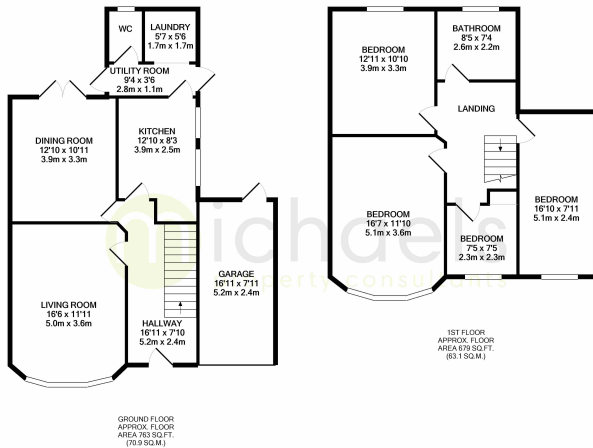 WC
LAUNDRY
5'7 x 5'6
1.7m x 1.7m
UTILITY ROOM
9'4 x 3'6
2.8m x 1.1m
DINING ROOM
12'10 x 10'11
3.9m x 3.3m
KITCHEN
12'10 x 8'3
3.9m x 2.5m
LIVING ROOM
16'6 x 11'11
5.0m x 3.6m
HALLWAY
16'11 x 7'10
5.2m x 2.4m
GARAGE
16'11 x 7'11
5.2m x 2.4m
GROUND FLOOR
APPROX. FLOOR
AREA 763 SQ.FT.
(70.9 SQ.M.)
BEDROOM
12'11 x 10'10
3.9m x 3.3m
BATHROOM
8'5 x 7'4
2.6m x 2.2m
LANDING
BEDROOM
16'7 x 11'10
5.1m x 3.6m
BEDROOM
7'5 x 7'5
2.3m x 2.3m
BEDROOM
16'10 x 7'11
5.1m x 2.4m
1ST FLOOR
APPROX. FLOOR
AREA 679 SQ.FT.
(63.1 SQ.M.)
michaels
property consultants